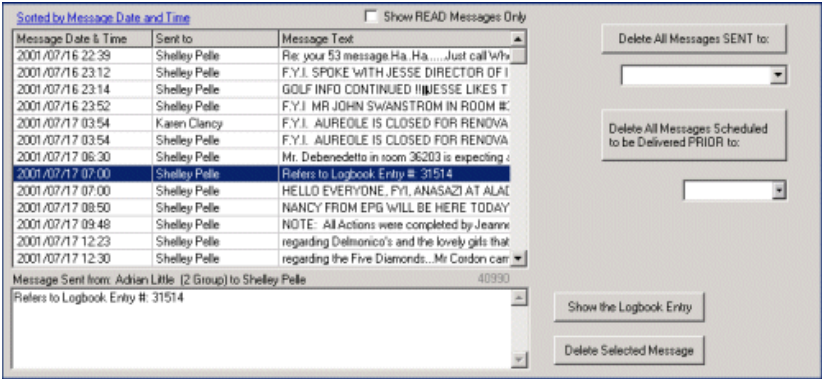 Sorted by Message Date and Time
Show READ Messages Only
Message Date & Time Sent to Message Text
2001/07/16 22:39 Shelley Pelle Re: your 53 message.Ha..Ha.....Just call Wh
2001/07/16 23:12 Shelley Pelle F.Y.I. SPOKE WITH JESSE DIRECTOR OF I
2001/07/16 23:14 Shelley Pelle GOLF INFO CONTINUED !!JESSE LIKES T
2001/07/16 23:52 Shelley Pelle F.Y.I MR JOHN SWANSTROM IN ROOM #
2001/07/17 03:54 Karen Clancy F.Y.I. AUREOLE IS CLOSED FOR RENOVA
2001/07/17 03:54 Shelley Pelle F.Y.I. AUREOLE IS CLOSED FOR RENOVA
2001/07/17 06:30 Shelley Pelle Mr. Debenedetto in room 36203 is expecting
2001/07/17 07:00 Shelley Pelle Refers to Logbook Entry #: 31514
2001/07/17 07:00 Shelley Pelle HELLO EVERYONE, FYI, ANASAZI AT ALAD
2001/07/17 08:50 Shelley Pelle NANCY FROM EPG WILL BE HERE TODAY
2001/07/17 09:48 Shelley Pelle NOTE: All Actions were completed by Jeann
2001/07/17 12:23 Shelley Pelle regarding Delmonico's and the lovely girls that
2001/07/17 12:30 Shelley Pelle regarding the Five Diamonds...Mr Cordon cam
Message Sent from: Adrian Little (2 Group) to Shelley Pelle 40990
Refers to Logbook Entry #: 31514
Delete All Messages SENT to:
Delete All Messages Scheduled
to be Delivered PRIOR to:
Show the Logbook Entry
Delete Selected Message